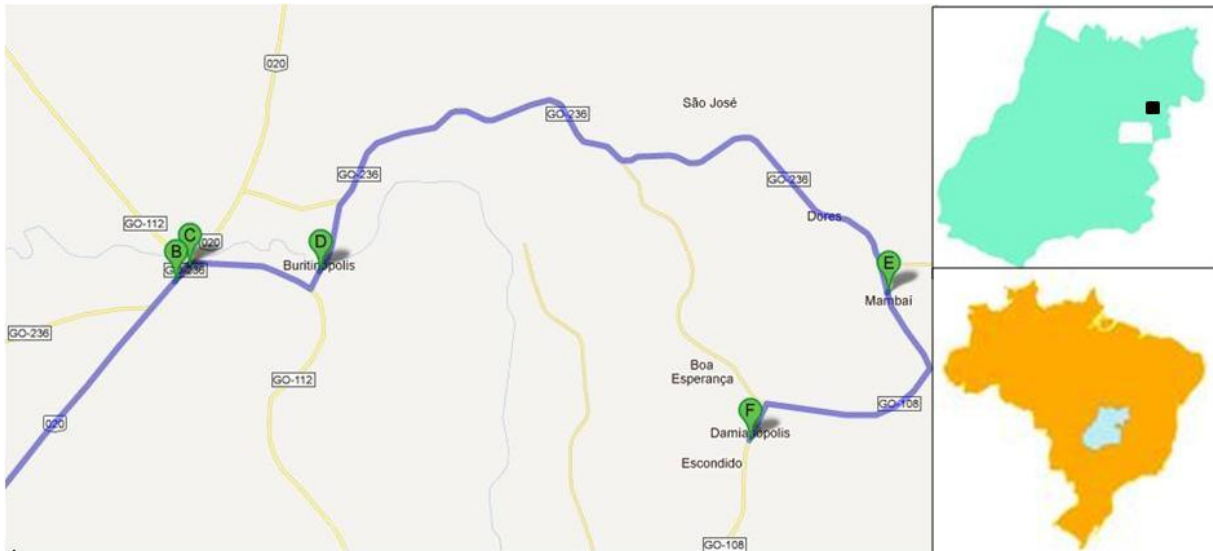 020
São José
GO-236
GO-236
GO-236
GO-112
Dores
C
020
D
B
Buritinópolis
E
Mambaí
GO-236
Boa
Esperança
GO-112
GO-108
F
020
Escondido
GO-108